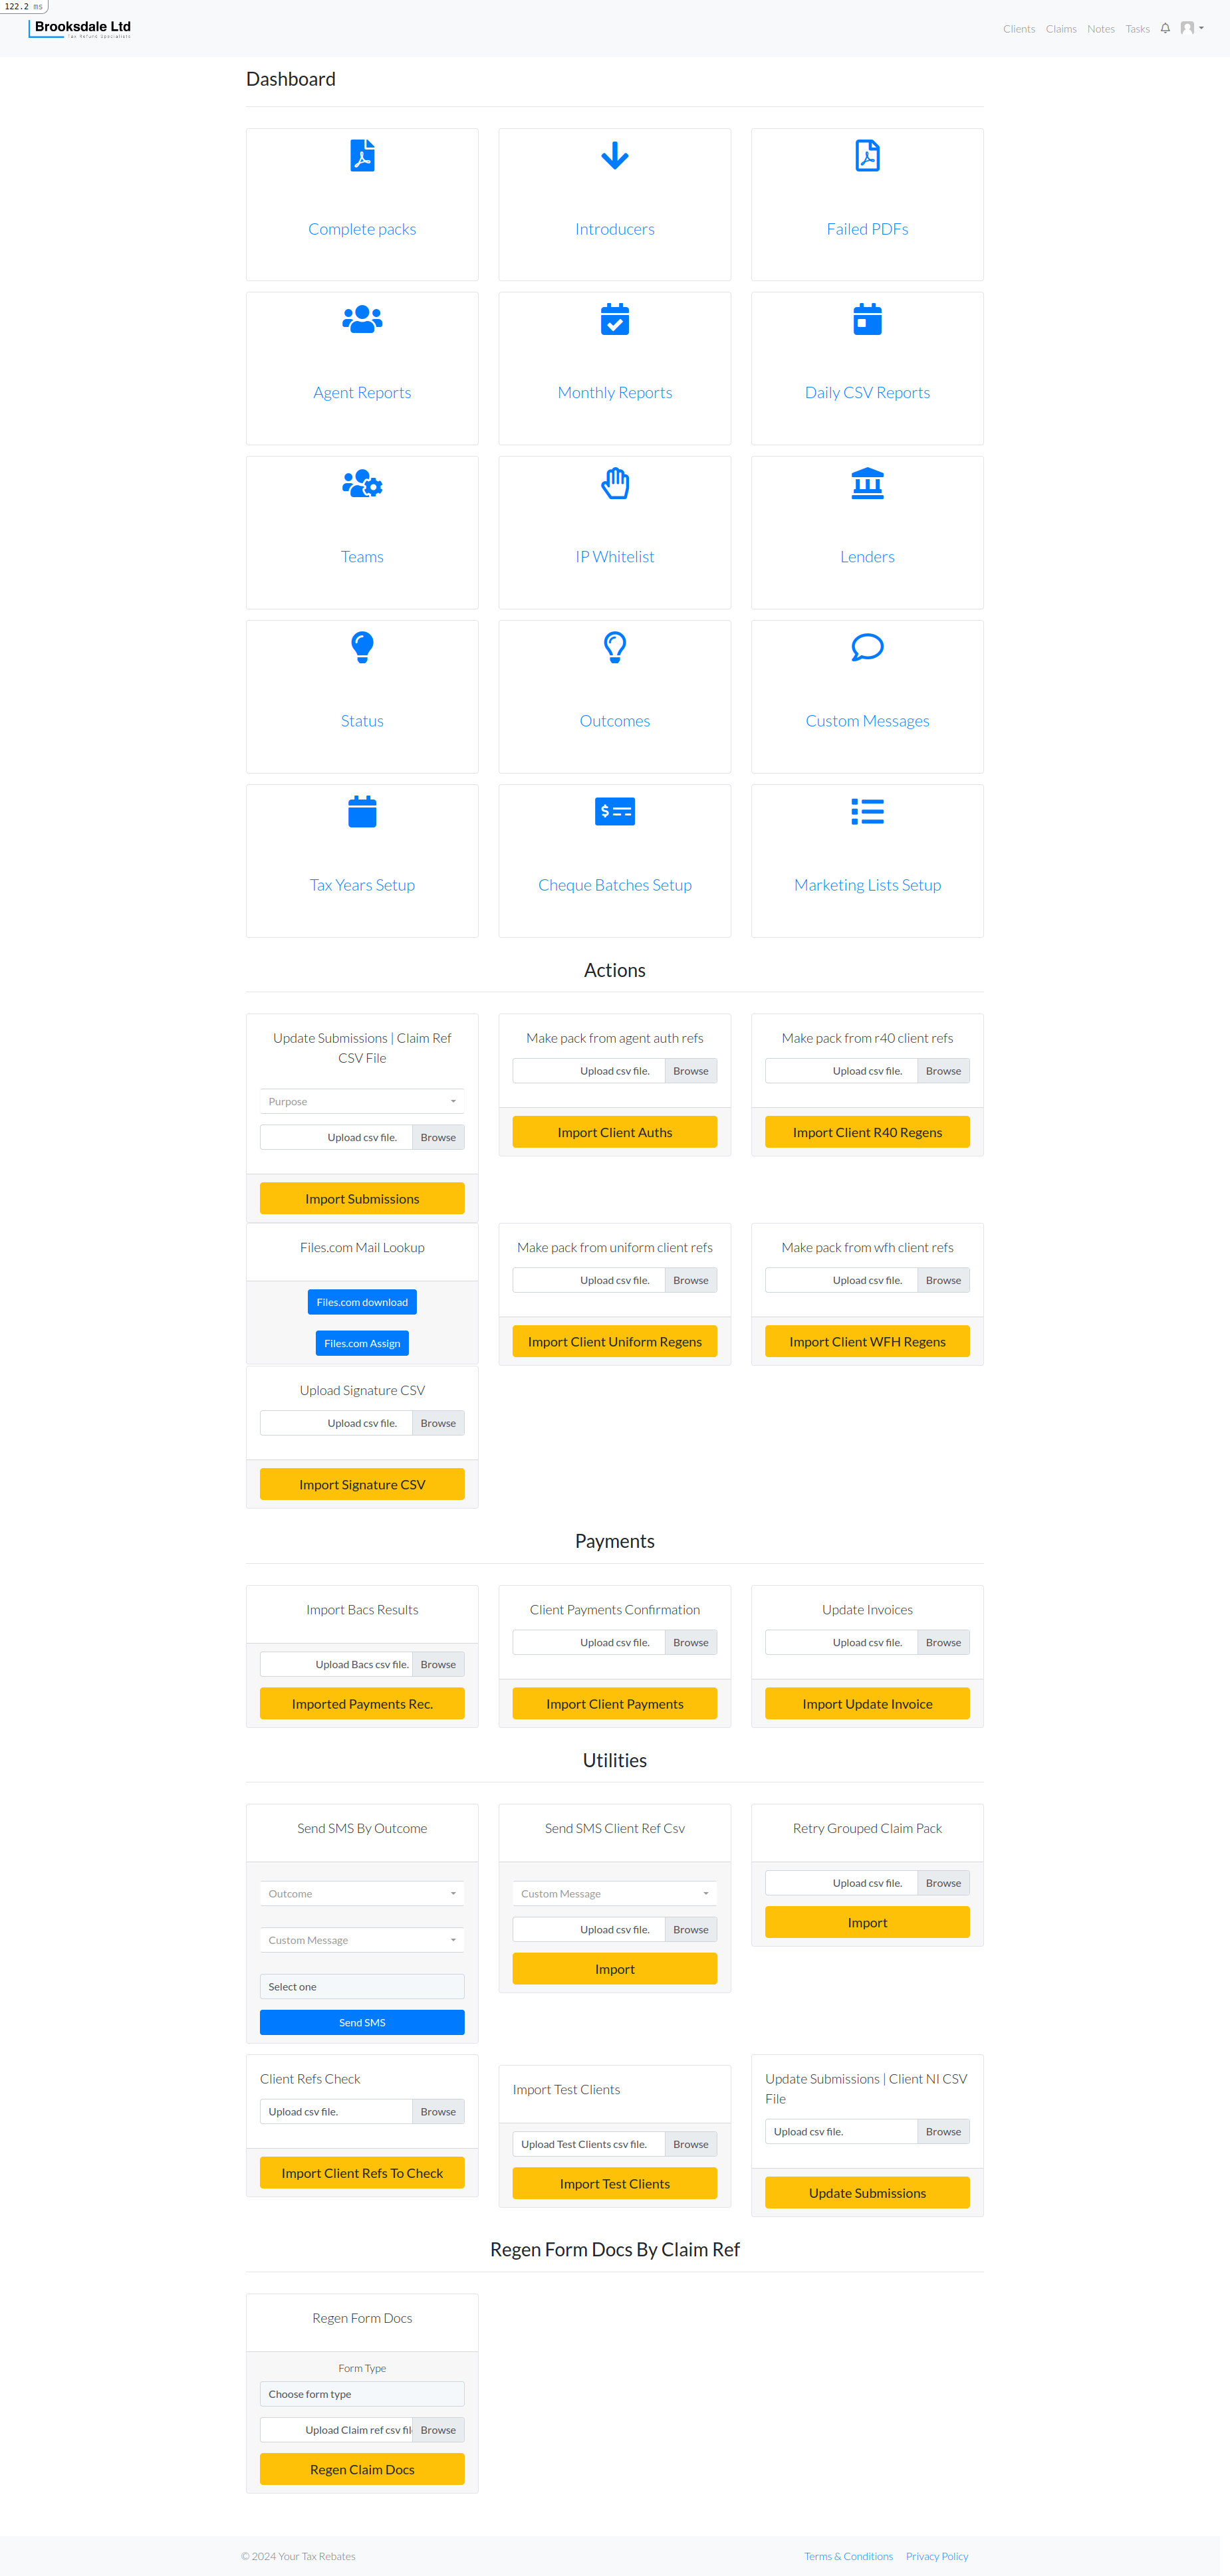 122.2 ms
Brooksdale Ltd
Tax Refund Specialists
Clients Claims Notes Tasks
Dashboard
Complete packs
Introducers
Failed PDFs
Agent Reports
Monthly Reports
Daily CSV Reports
Teams
IP Whitelist
Lenders
Status
Outcomes
Custom Messages
Tax Years Setup
Cheque Batches Setup
Marketing Lists Setup
Actions
Update Submissions | Claim Ref
CSV File
Purpose
Upload csv file. Browse
Import Submissions
Make pack from agent auth refs
Upload csv file. Browse
Import Client Auths
Make pack from r40 client refs
Upload csv file. Browse
Import Client R40 Regens
Files.com Mail Lookup
Files.com download
Files.com Assign
Make pack from uniform client refs
Upload csv file. Browse
Import Client Uniform Regens
Make pack from wfh client refs
Upload csv file. Browse
Import Client WFH Regens
Upload Signature CSV
Upload csv file. Browse
Import Signature CSV
Payments
Import Bacs Results
Upload Bacs csv file. Browse
Imported Payments Rec.
Client Payments Confirmation
Upload csv file. Browse
Import Client Payments
Update Invoices
Upload csv file. Browse
Import Update Invoice
Utilities
Send SMS By Outcome
Outcome
Custom Message
Select one
Send SMS
Send SMS Client Ref Csv
Custom Message
Upload csv file. Browse
Import
Retry Grouped Claim Pack
Upload csv file. Browse
Import
Client Refs Check
Upload csv file. Browse
Import Client Refs To Check
Import Test Clients
Upload Test Clients csv file. Browse
Import Test Clients
Update Submissions | Client NI CSV
File
Upload csv file. Browse
Update Submissions
Regen Form Docs By Claim Ref
Regen Form Docs
Form Type
Choose form type
Upload Claim ref csv fil Browse
Regen Claim Docs
© 2024 Your Tax Rebates
Terms & Conditions Privacy Policy